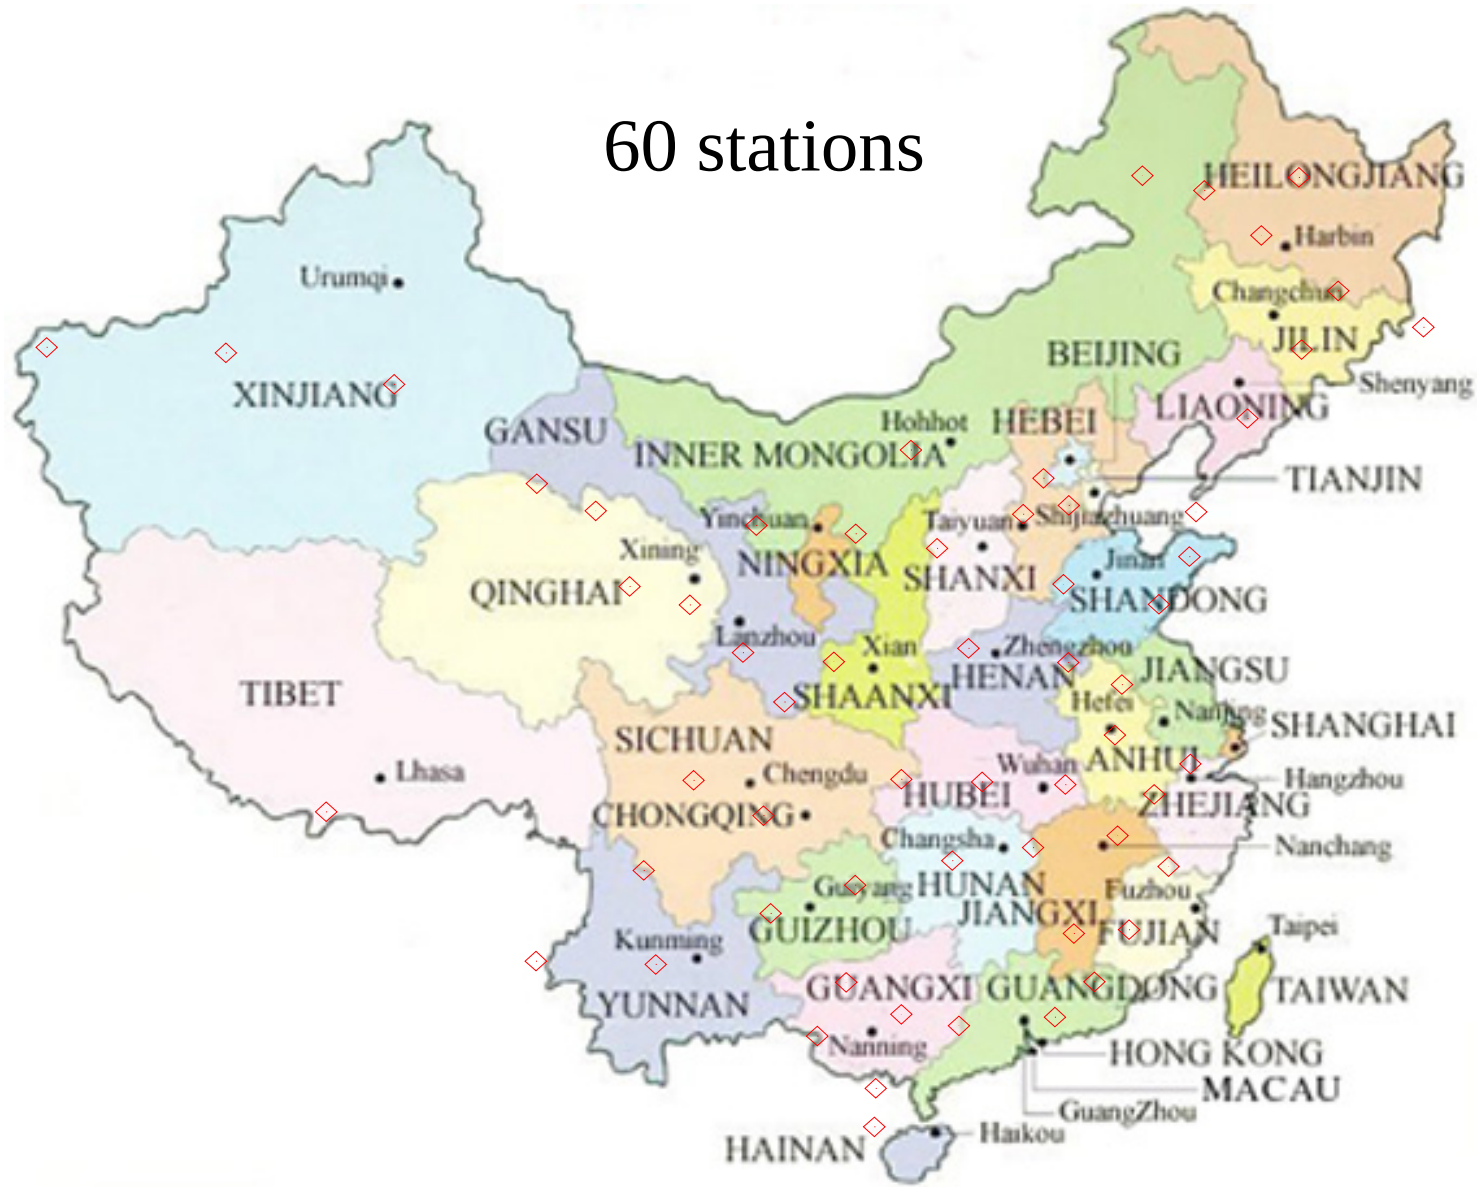 60 stations
HEILONGJIANG
Harbin
Urumqi
Changchun
JILIN
BEIJING
Shenyang
XINJIANG
LIAONING
Hohhot
HEBEI
GANSU
INNER MONGOLIA
TIANJIN
Yinchuan
Taiyuan
Shijiazhuang
Xining
NINGXIA
Jinan
SHANXI
QINGHAI
SHANDONG
Lanzhou
Xian
Zhengzhou
HENAN
JIANGSU
TIBET
SHAANXI
Hefei
Nanjing
SHANGHAI
SICHUAN
Lhasa
Chengdu
Wuhan
ANHUI
Hangzhou
HUBEI
ZHEJIANG
CHONGQING
Changsha
Nanchang
Guiyang
HUNAN
Fuzhou
JIANGXI
GUIZHOU
FUJIAN
Taipei
Kunming
GUANGXI
GUANGDONG
TAIWAN
YUNNAN
Nanning
HONG KONG
MACAU
GuangZhou
Haikou
HAINAN